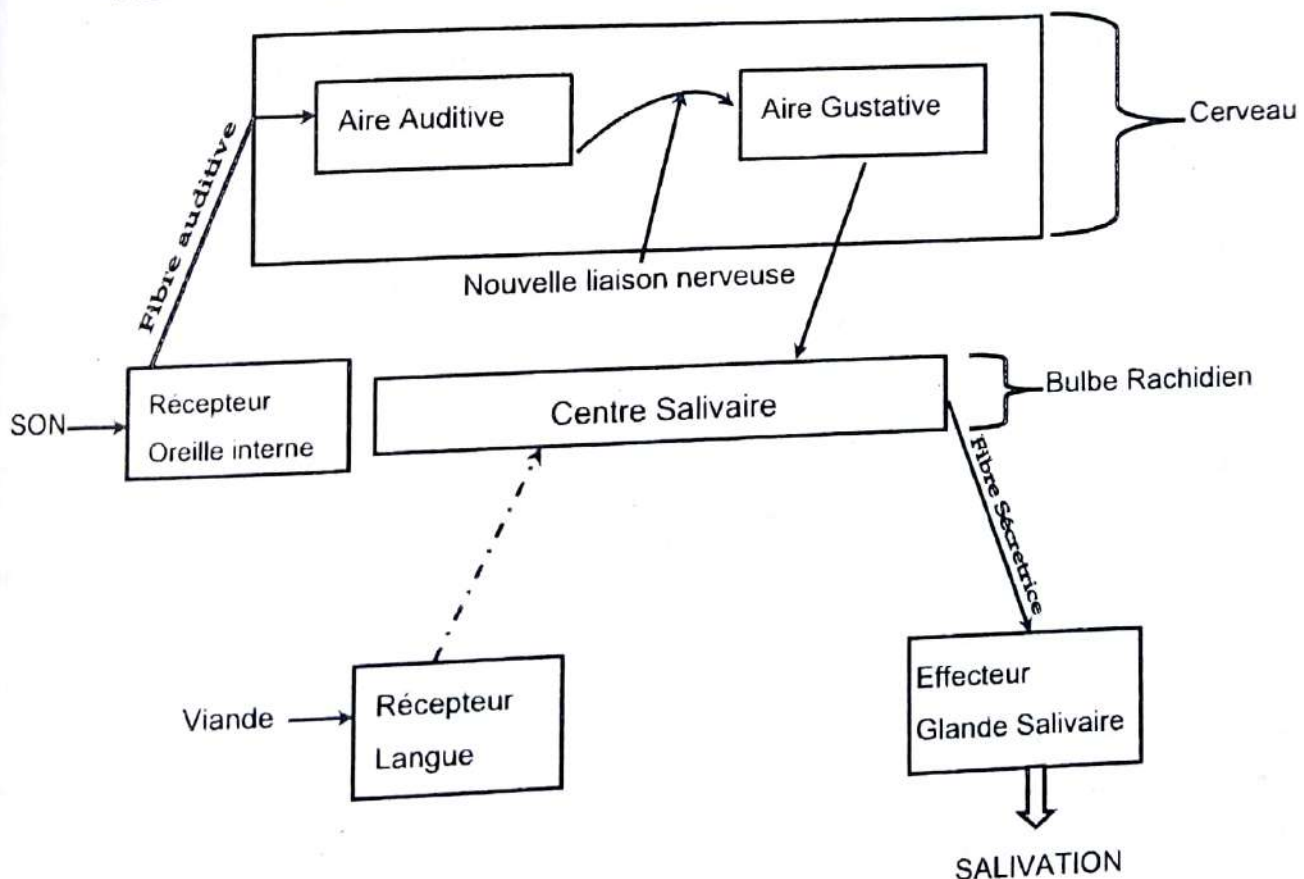 Aire Auditive
Aire Gustative
Cerveau
Fibre auditive
Nouvelle liaison nerveuse
SON
Récepteur
Oreille interne
Centre Salivaire
Bulbe Rachidien
Fibre Sécretrice
Viande
Récepteur
Langue
Effecteur
Glande Salivaire
SALIVATION